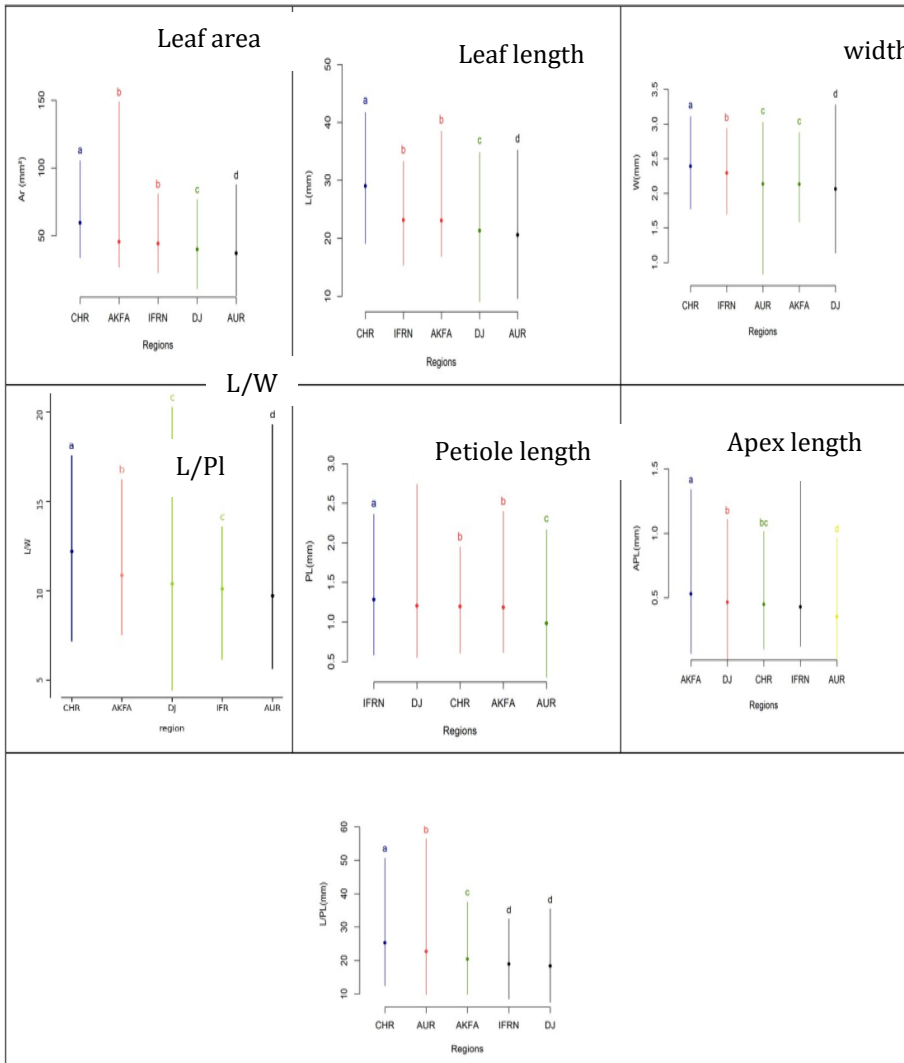 Leaf area
Ar (mm²)
150
100
50
a
b
b
c
d
CHR AKFA IFRN DJ AUR
Regions
Leaf length
L(mm)
50
40
30
20
10
a
b
b
c
d
CHR IFRN AKFA DJ AUR
Regions
width
W(mm)
3.5
3.0
2.5
2.0
1.5
1.0
a
b
c
c
d
CHR IFRN AUR AKFA DJ
Regions
L/W
L/Pl
L/W
20
15
10
5
a
b
c
c
d
CHR AKFA DJ IFR AUR
region
Petiole length
PL(mm)
3.0
2.5
2.0
1.5
1.0
0.5
a
b
b
c
IFRN DJ CHR AKFA AUR
Regions
Apex length
APL(mm)
1.5
1.0
0.5
a
b
bc
d
AKFA DJ CHR IFRN AUR
Regions
L/PL(mm)
60
50
40
30
20
10
a
b
c
d
d
CHR AUR AKFA IFRN DJ
Regions